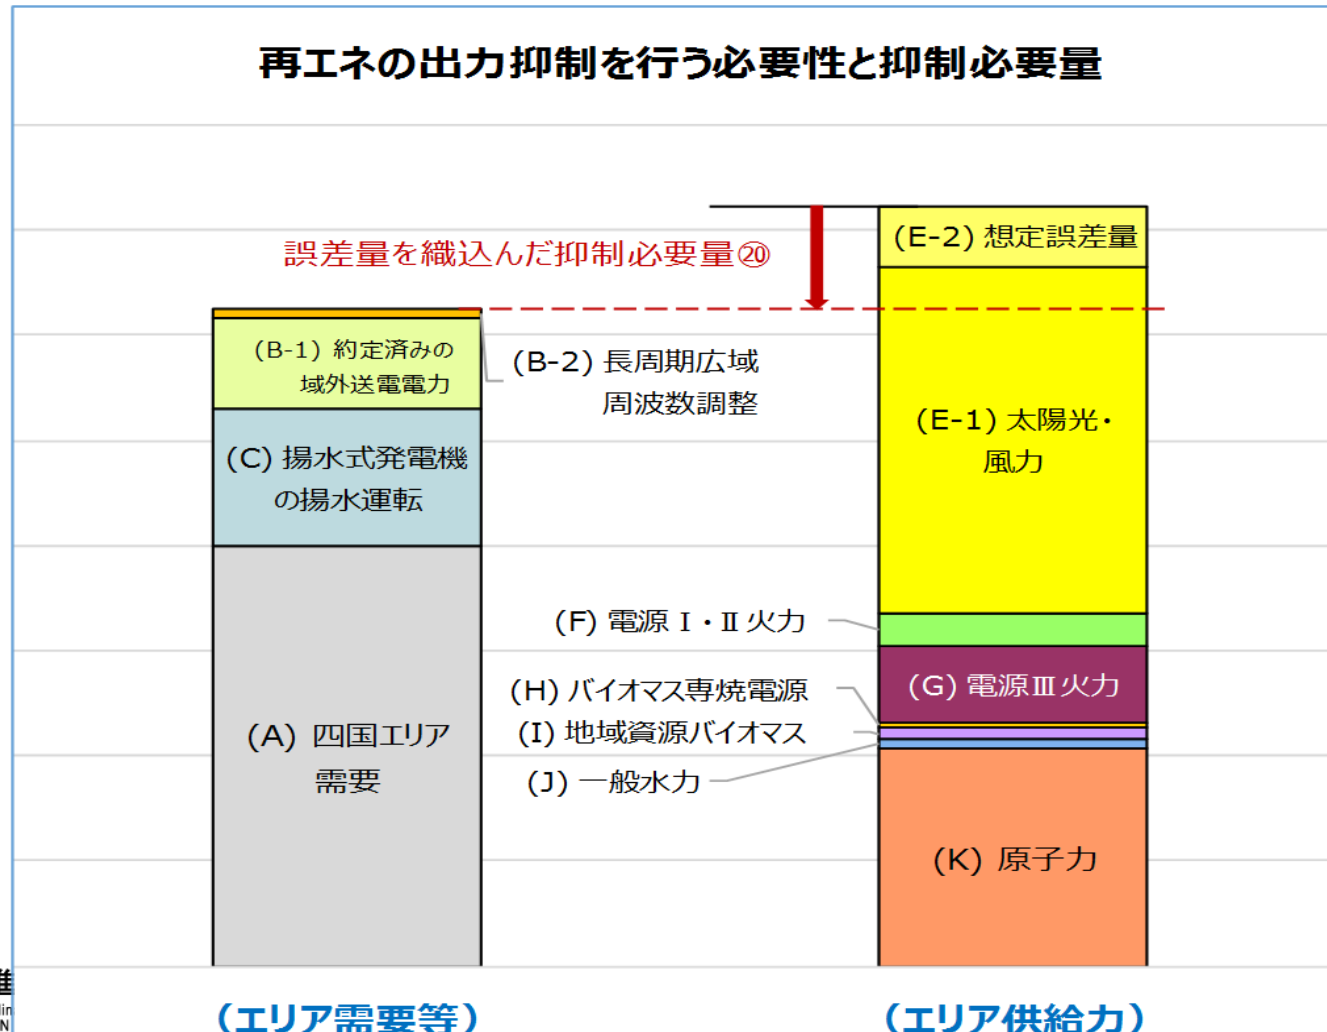 再エネの出力抑制を行う必要性と抑制必要量
(E-2) 想定誤差量
誤差量を織込んだ抑制必要量⑳
(B-1) 約定済みの
域外送電電力
(B-2) 長周期広域
周波数調整
(E-1) 太陽光・
風力
(C) 揚水式発電機
の揚水運転
(F) 電源Ⅰ・Ⅱ火力
(G) 電源Ⅲ火力
(H) バイオマス専焼電源
(I) 地域資源バイオマス
(A) 四国エリア
需要
(J) 一般水力
(K) 原子力
(エリア需要等)
(エリア供給力)